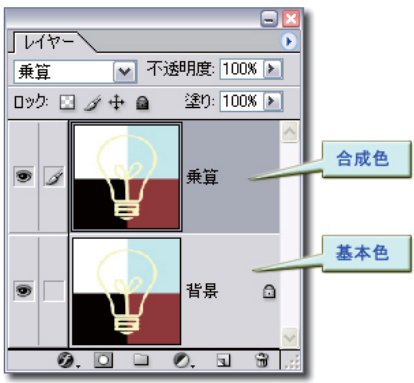 レイヤー
乗算 不透明度: 100%
ロック: 塗り: 100%
乗算
合成色
背景
基本色